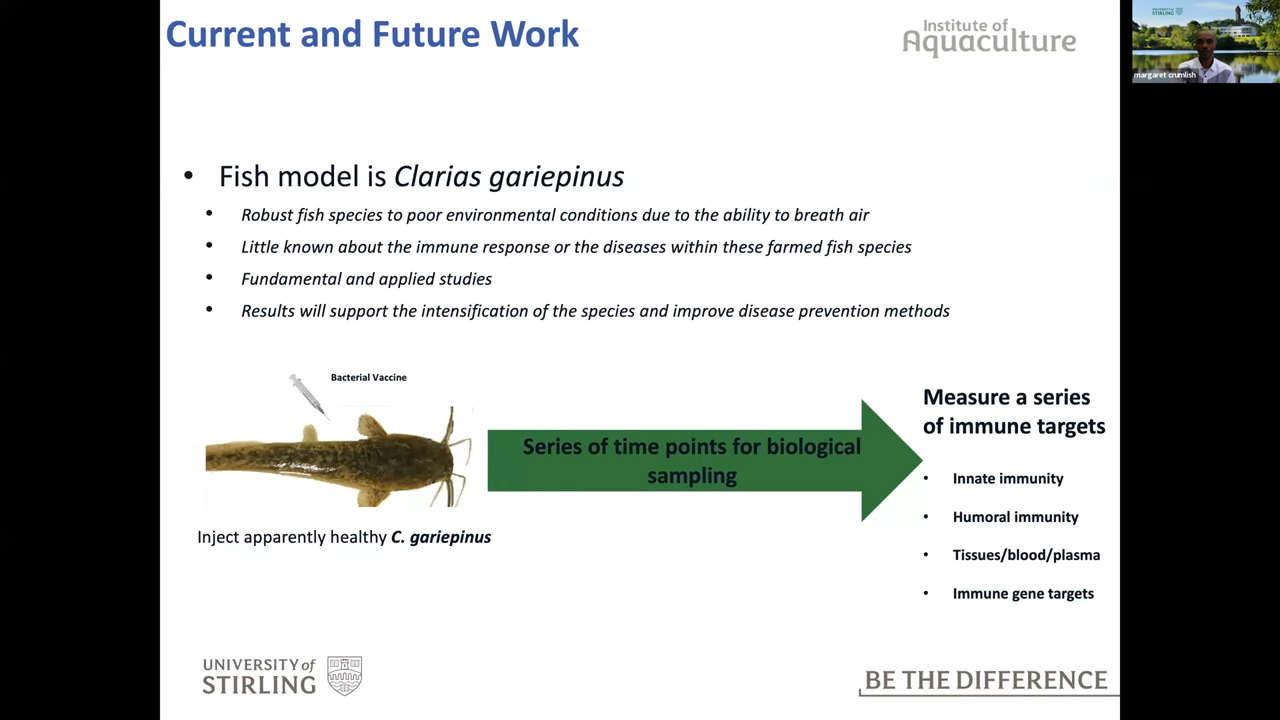 Current and Future Work
Institute of
Aquaculture
UNIVERSITY of
STIRLING
margaret crumlish
• Fish model is Clarias gariepinus
• Robust fish species to poor environmental conditions due to the ability to breath air
• Little known about the immune response or the diseases within these farmed fish species
• Fundamental and applied studies
• Results will support the intensification of the species and improve disease prevention methods
Bacterial Vaccine
Inject apparently healthy C. gariepinus
Series of time points for biological
sampling
Measure a series
of immune targets
• Innate immunity
• Humoral immunity
• Tissues/blood/plasma
• Immune gene targets
UNIVERSITY of
STIRLING
BE THE DIFFERENCE